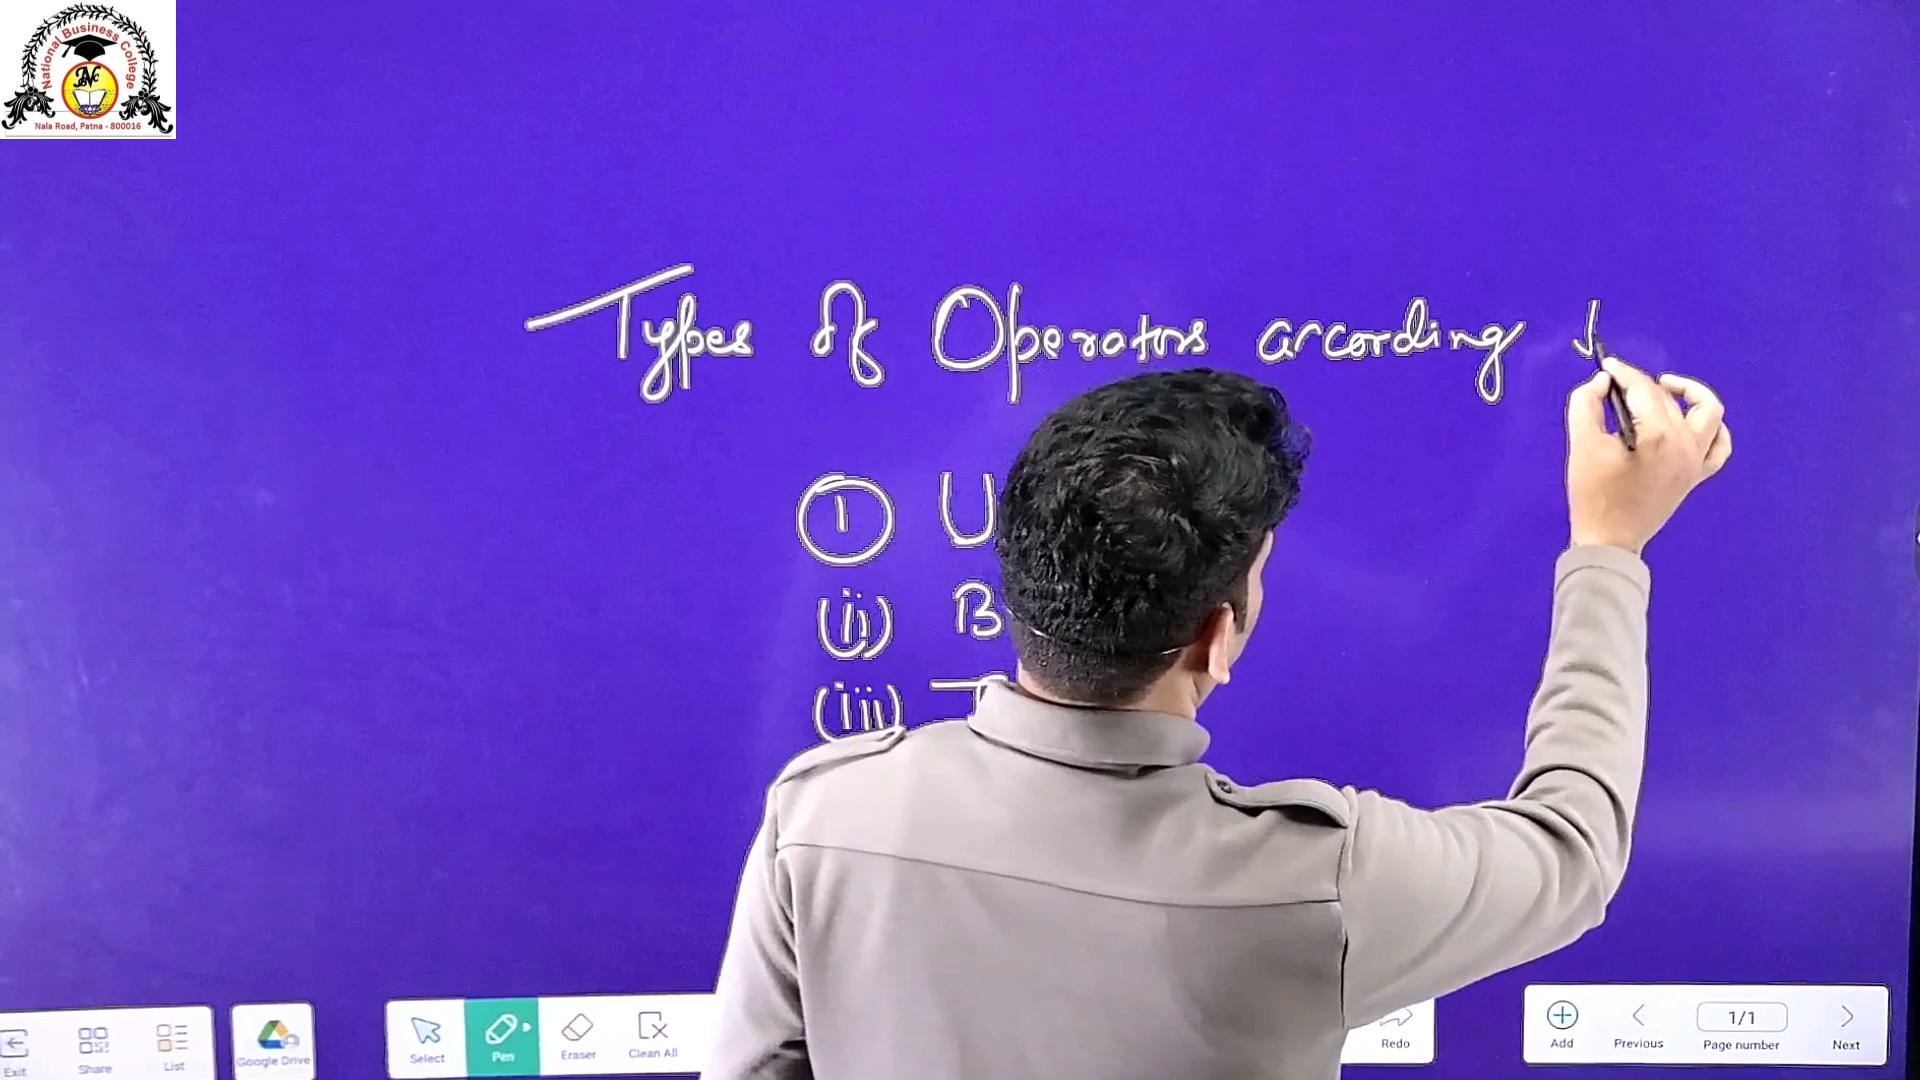 National Business College
Nala Road, Patna - 800016
Types of Operators arcording
1 U
(ii) B
(iii) T
Exit
Share
List
Google Drive
Select
Pen
Eraser
Clean All
Redo
Add
Previous
1/1
Page number
Next